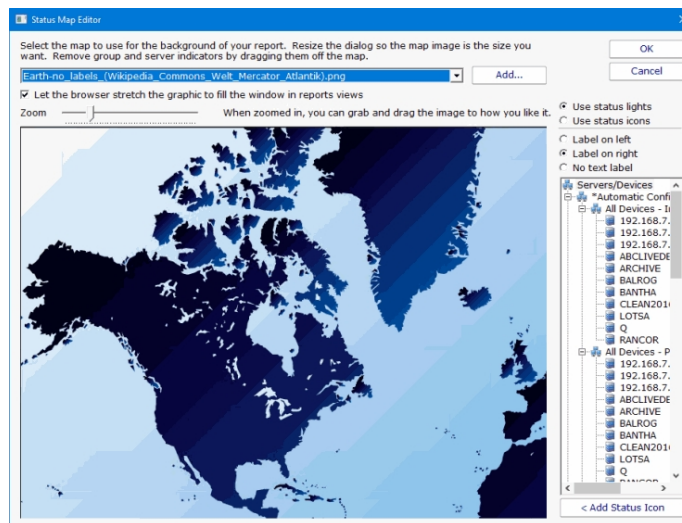 Status Map Editor
Select the map to use for the background of your report. Resize the dialog so the map image is the size you
want. Remove group and server indicators by dragging them off the map.
OK
Cancel
Earth-no_labels_(Wikipedia_Commons_Welt_Mercator_Atlantik).png
Add...
Let the browser stretch the graphic to fill the window in reports views
Zoom
When zoomed in, you can grab and drag the image to how you like it.
Use status lights
Use status icons
Label on left
Label on right
No text label
Servers/Devices
*Automatic Confi
All Devices - I
192.168.7.
192.168.7.
192.168.7.
ABCLIVEDE
ARCHIVE
BALROG
BANTHA
CLEAN201
LOTSA
Q
RANCOR
All Devices - P
192.168.7.
192.168.7.
192.168.7.
ABCLIVEDE
ARCHIVE
BALROG
BANTHA
CLEAN201
LOTSA
Q
RANCOR
< Add Status Icon